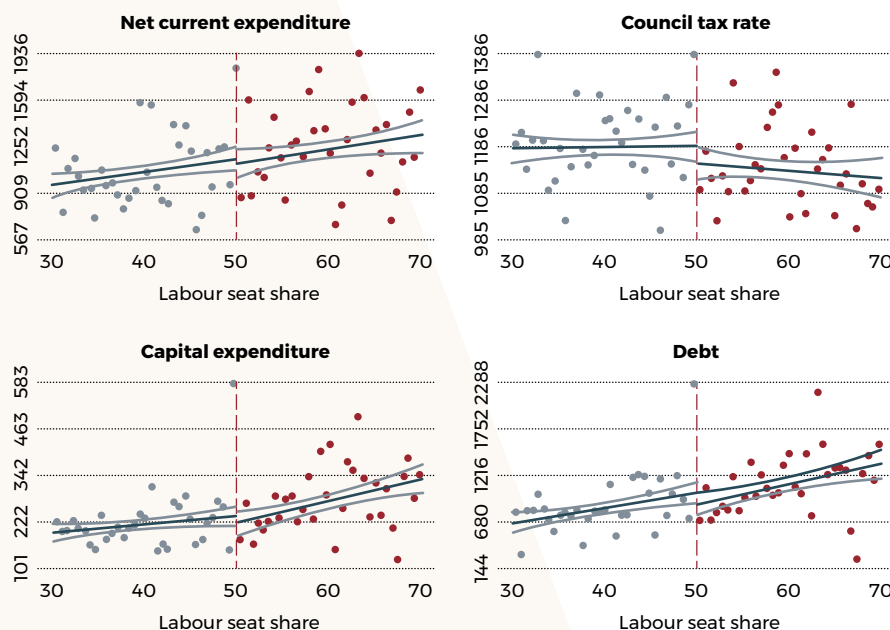 Net current expenditure
1936
1594
1252
909
567
30 40 50 60 70
Labour seat share
Council tax rate
1386
1286
1186
1085
985
30 40 50 60 70
Labour seat share
Capital expenditure
583
463
342
222
101
30 40 50 60 70
Labour seat share
Debt
2288
1752
1216
680
144
30 40 50 60 70
Labour seat share